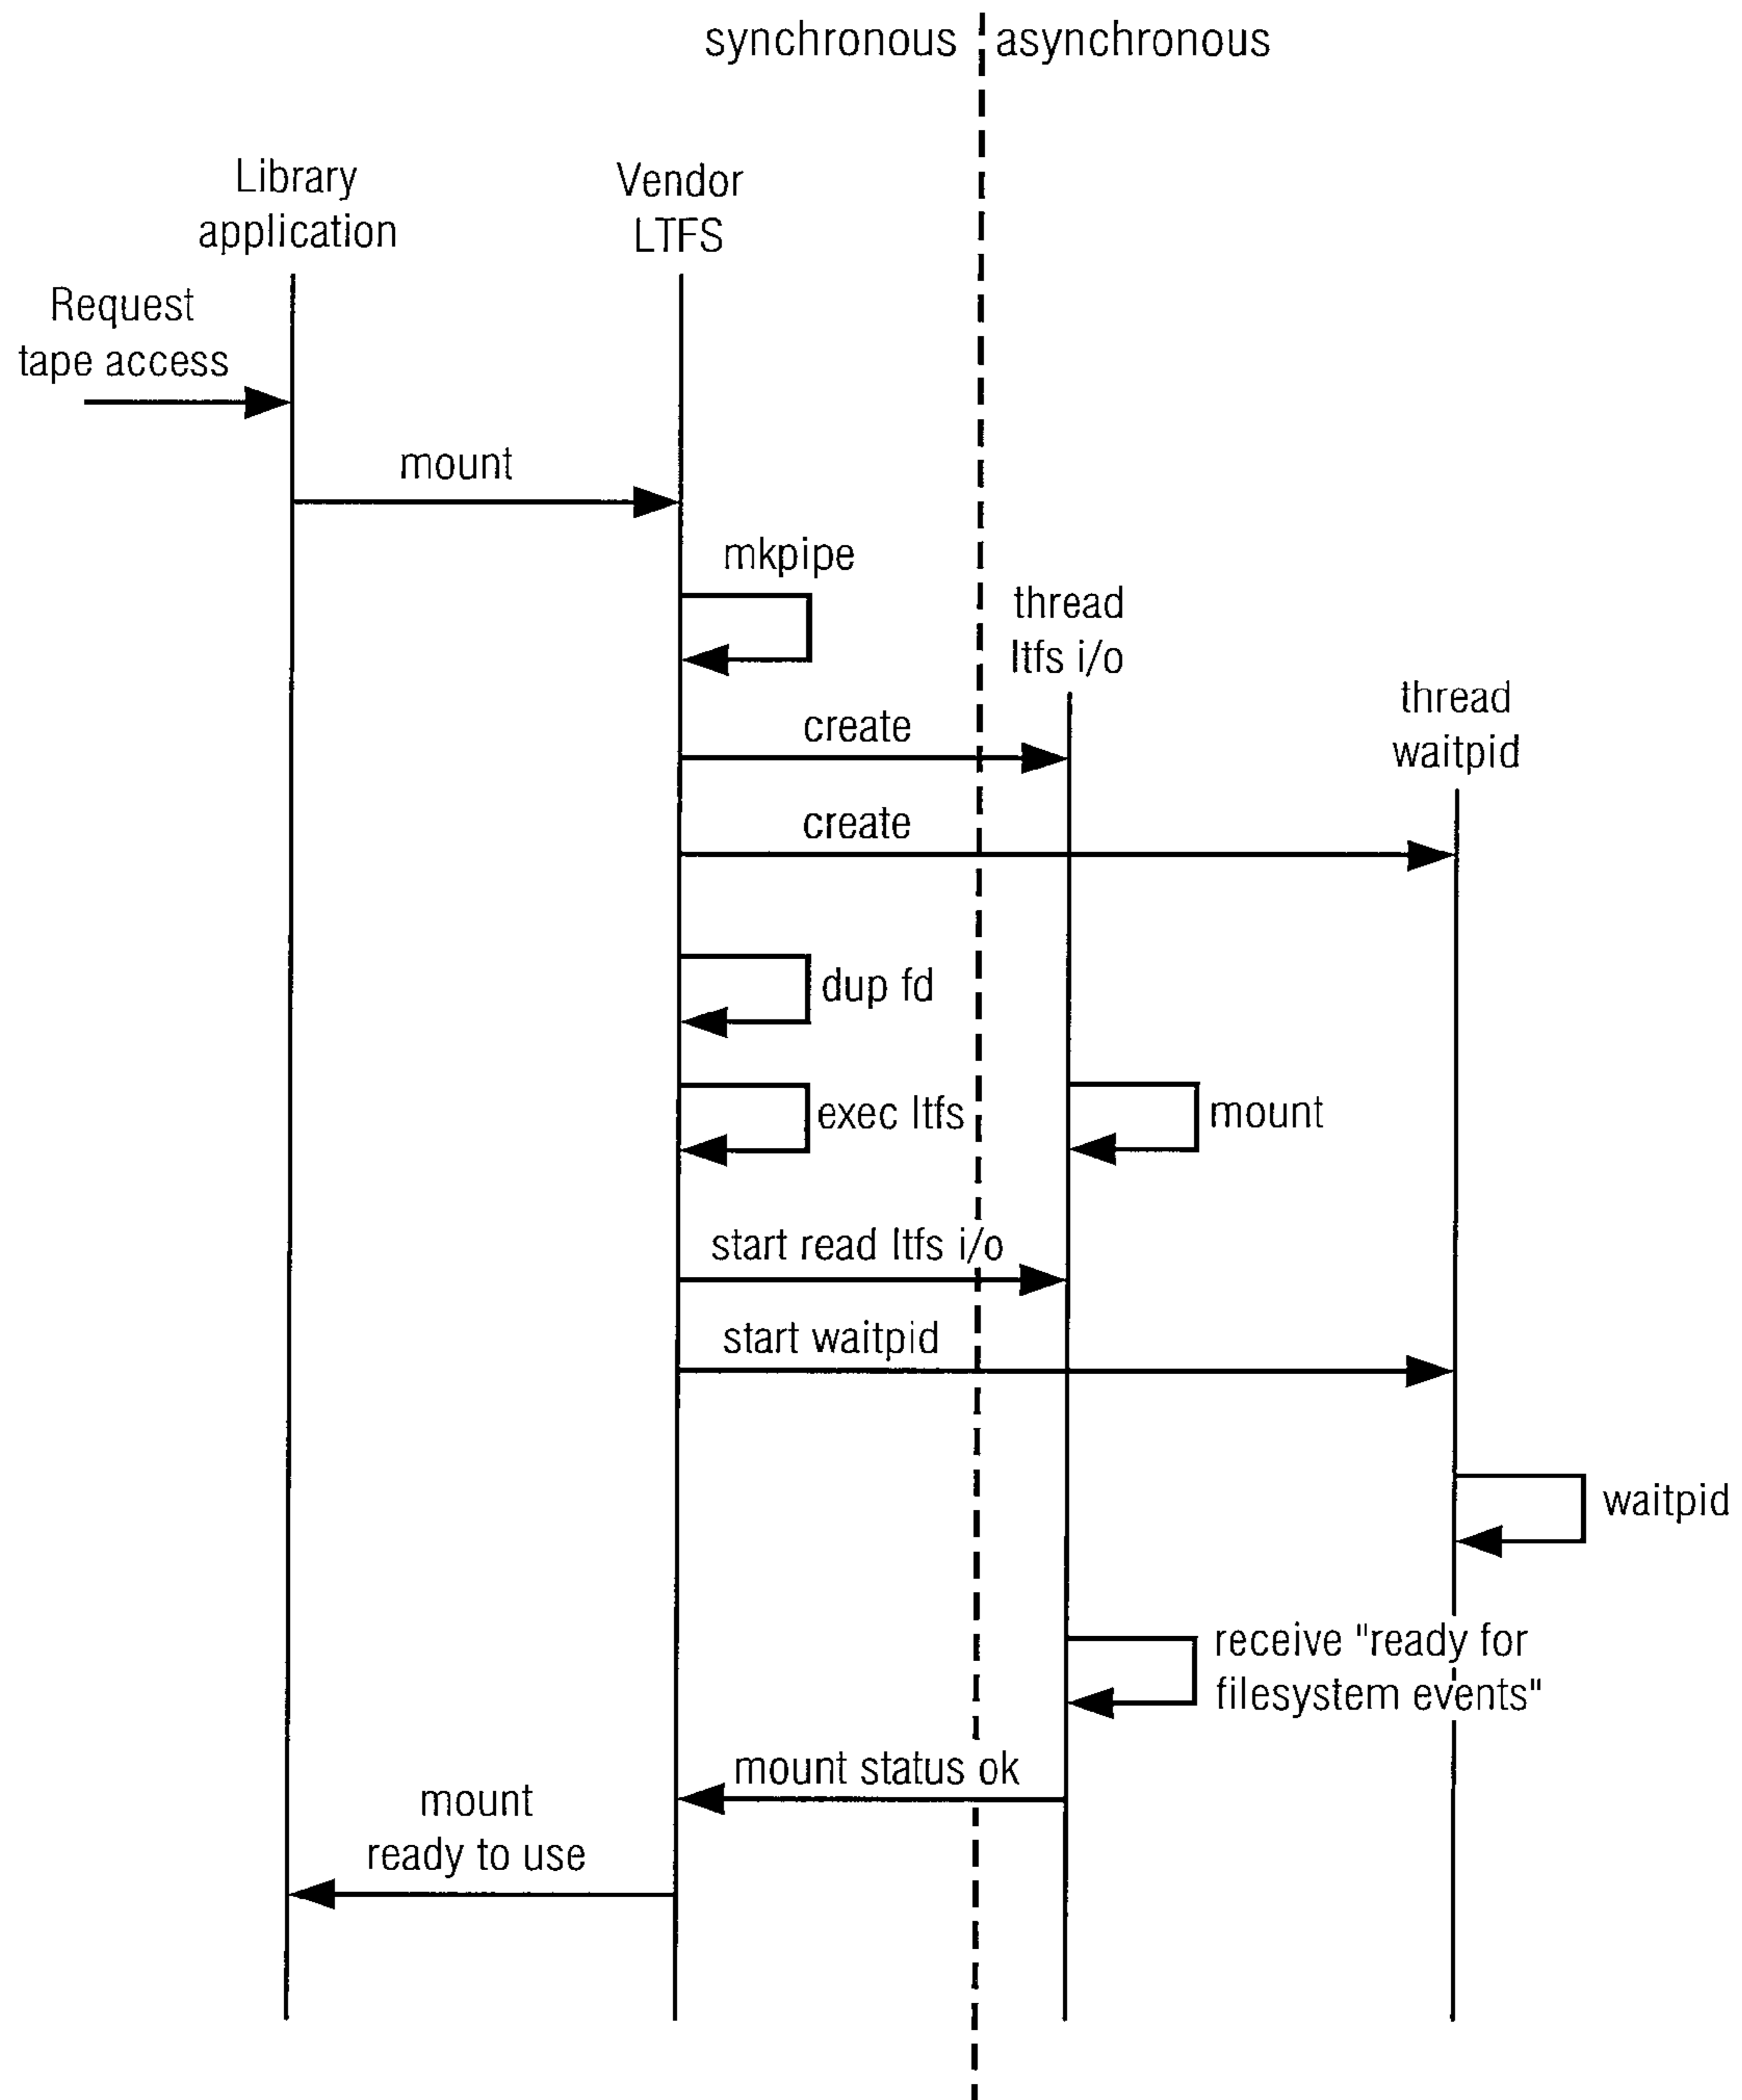 synchronous asynchronous
Library
application
Vendor
LTFS
Request
tape access
mount
mkpipe
thread
ltfs i/o
thread
waitpid
create
create
dup fd
exec ltfs
mount
start read ltfs i/o
start waitpid
waitpid
receive "ready for
filesystem events"
mount status ok
mount
ready to use